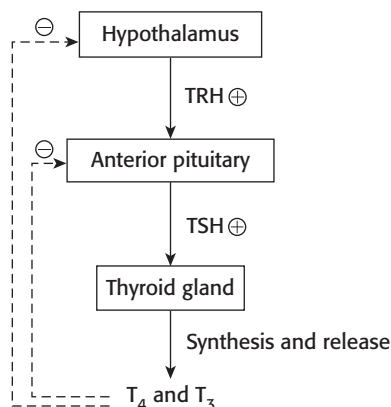 ⊖
Hypothalamus
TRH ⊕
⊖
Anterior pituitary
TSH ⊕
Thyroid gland
Synthesis and release
T₄ and T₃